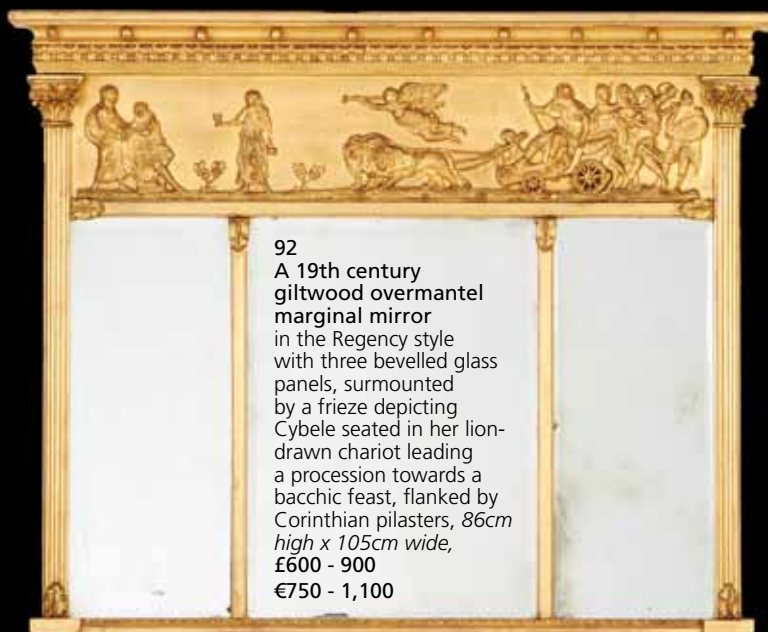 92
A 19th century
giltwood overmantel
marginal mirror
in the Regency style
with three bevelled glass
panels, surmounted
by a frieze depicting
Cybele seated in her lion-
drawn chariot leading
a procession towards a
bacchic feast, flanked by
Corinthian pilasters, 86cm
high x 105cm wide,
£600 - 900
€750 - 1,100